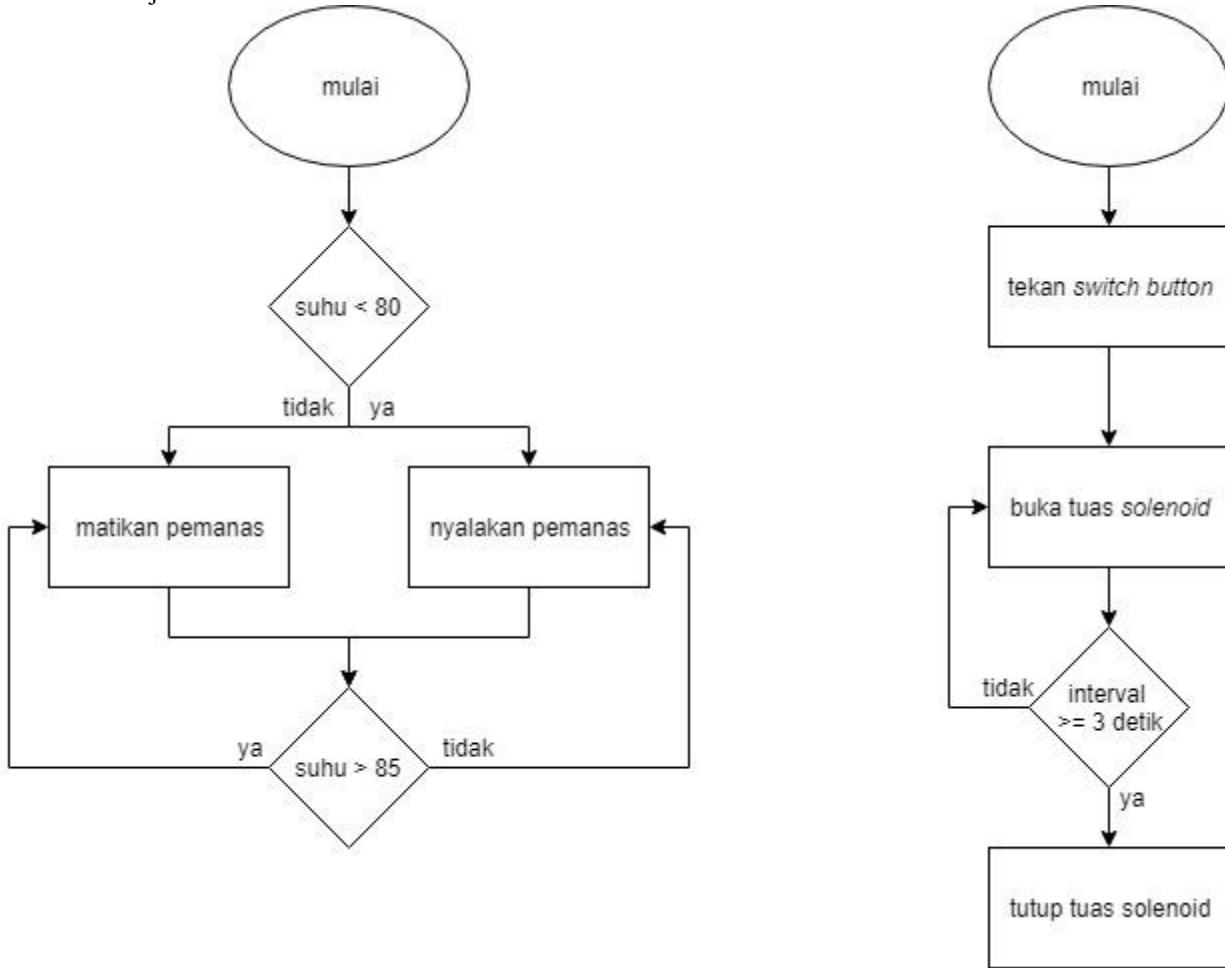 mulai
suhu < 80
tidak
ya
matikan pemanas
nyalakan pemanas
ya
suhu > 85
tidak
mulai
tekan switch button
buka tuas solenoid
tidak
interval
>= 3 detik
ya
tutup tuas solenoid